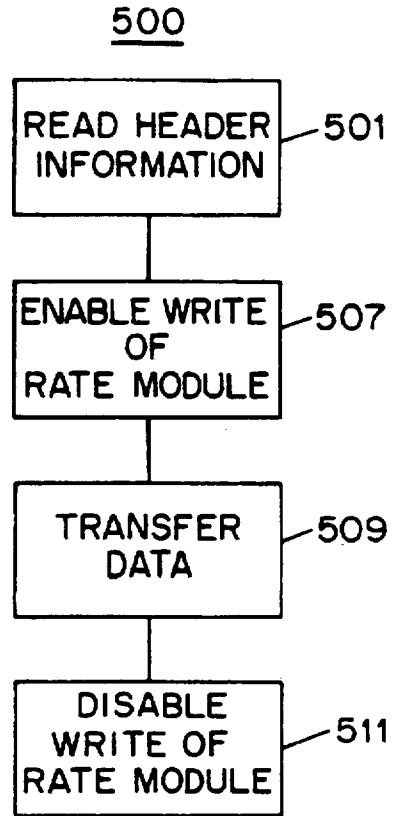 500
READ HEADER
INFORMATION
501
ENABLE WRITE
OF
RATE MODULE
507
TRANSFER
DATA
509
DISABLE
WRITE OF
RATE MODULE
511